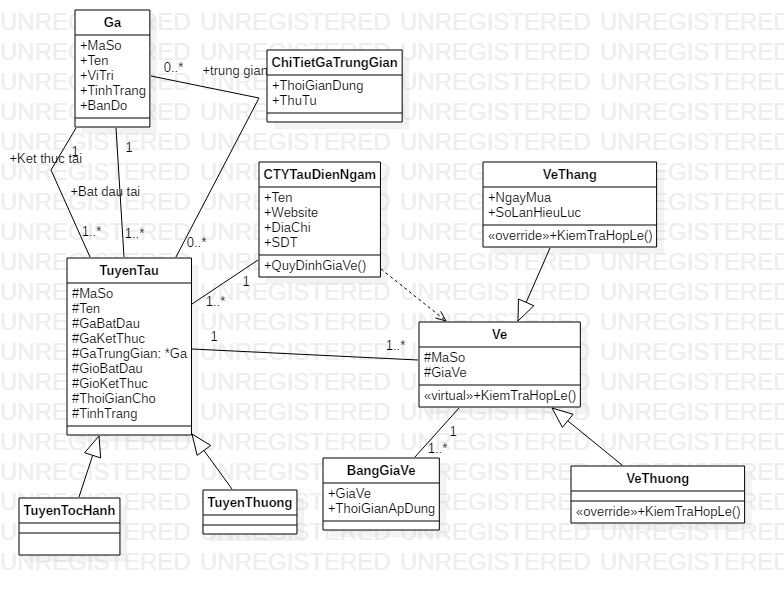 Ga
+MaSo
+Ten
+ViTri
+TinhTrang
+BanDo
0..*
+trung gian
ChiTietGaTrungGian
+ThoiGianDung
+ThuTu
1
+Ket thuc tai
1
+Bat dau tai
1..*
1..*
0..*
CTYTauDienNgam
+Ten
+Website
+DiaChi
+SDT
+QuyDinhGiaVe()
VeThang
+NgayMua
+SoLanHieuLuc
«override»+KiemTraHopLe()
TuyenTau
#MaSo
#Ten
#GaBatDau
#GaKetThuc
#GaTrungGian: *Ga
#GioBatDau
#GioKetThuc
#ThoiGianCho
#TinhTrang
1
1..*
1
1..*
Ve
#MaSo
#GiaVe
«virtual»+KiemTraHopLe()
1
1..*
BangGiaVe
+GiaVe
+ThoiGianApDung
VeThuong
«override»+KiemTraHopLe()
TuyenTocHanh
TuyenThuong
UNREGISTERED UNREGISTERED UNREGISTERED UNREGISTERED